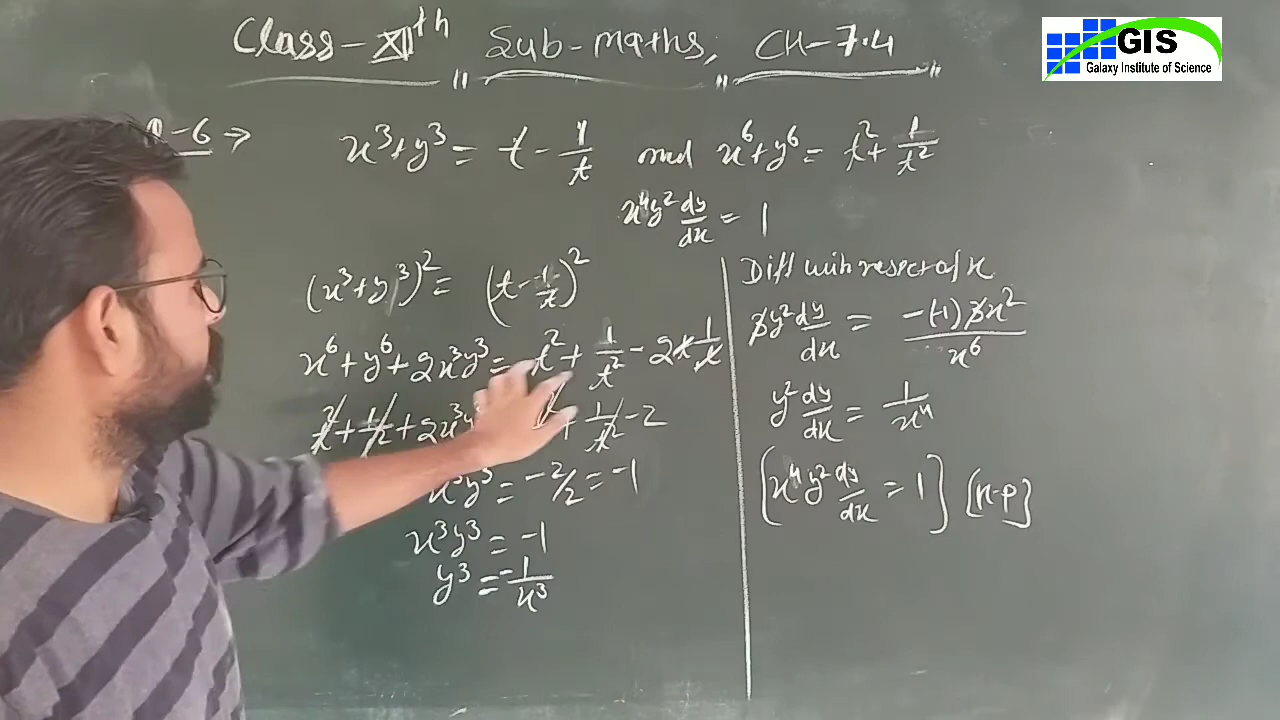 Class-XIth Sub-maths, CH-7.4
GIS
Galaxy Institute of Science
-6 → x³+y³ = t - 1/t and x⁶+y⁶ = t²+ 1/t²
x⁴y² dy/dx = 1
(x³+y³)² = (t - 1/t)²
x⁶+y⁶+2x³y³ = t²+ 1/t² - 2t 1/t
t²+ 1/t² + 2x³y³ + 1/t² - 2
x³y³ = -2/2 = -1
x³y³ = -1
y³ = -1/x³
Diff with respect of x
3y² dy/dx = -(-1) 3x² / x⁶
y² dy/dx = 1/x⁴
[x⁴y² dy/dx = 1] [H-P]